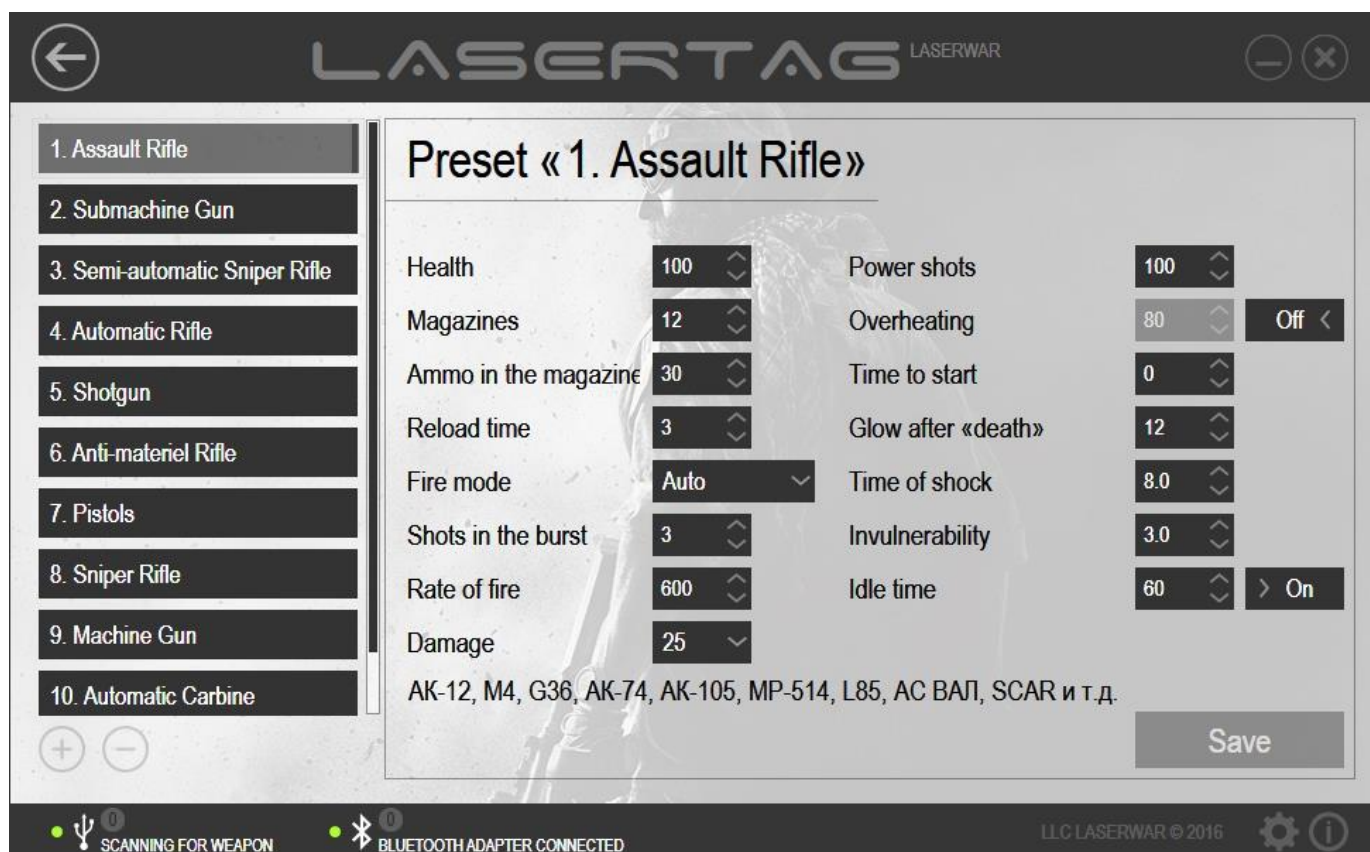 LASERTAG LASERWAR
1. Assault Rifle
2. Submachine Gun
3. Semi-automatic Sniper Rifle
4. Automatic Rifle
5. Shotgun
6. Anti-materiel Rifle
7. Pistols
8. Sniper Rifle
9. Machine Gun
10. Automatic Carbine
Preset «1. Assault Rifle»
Health 100
Magazines 12
Ammo in the magazine 30
Reload time 3
Fire mode Auto
Shots in the burst 3
Rate of fire 600
Damage 25
Power shots 100
Overheating 80 Off
Time to start 0
Glow after «death» 12
Time of shock 8.0
Invulnerability 3.0
Idle time 60 On
АК-12, М4, G36, АК-74, АК-105, МР-514, L85, АС ВАЛ, SCAR и т.д.
Save
0
SCANNING FOR WEAPON
0
BLUETOOTH ADAPTER CONNECTED
LLC LASERWAR © 2016